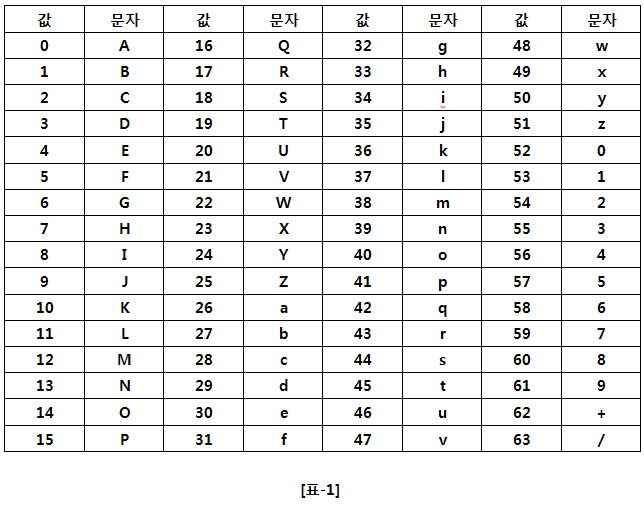 값 문자 값 문자 값 문자 값 문자
0 A 16 Q 32 g 48 w
1 B 17 R 33 h 49 x
2 C 18 S 34 i 50 y
3 D 19 T 35 j 51 z
4 E 20 U 36 k 52 0
5 F 21 V 37 l 53 1
6 G 22 W 38 m 54 2
7 H 23 X 39 n 55 3
8 I 24 Y 40 o 56 4
9 J 25 Z 41 p 57 5
10 K 26 a 42 q 58 6
11 L 27 b 43 r 59 7
12 M 28 c 44 s 60 8
13 N 29 d 45 t 61 9
14 O 30 e 46 u 62 +
15 P 31 f 47 v 63 /
[표-1]